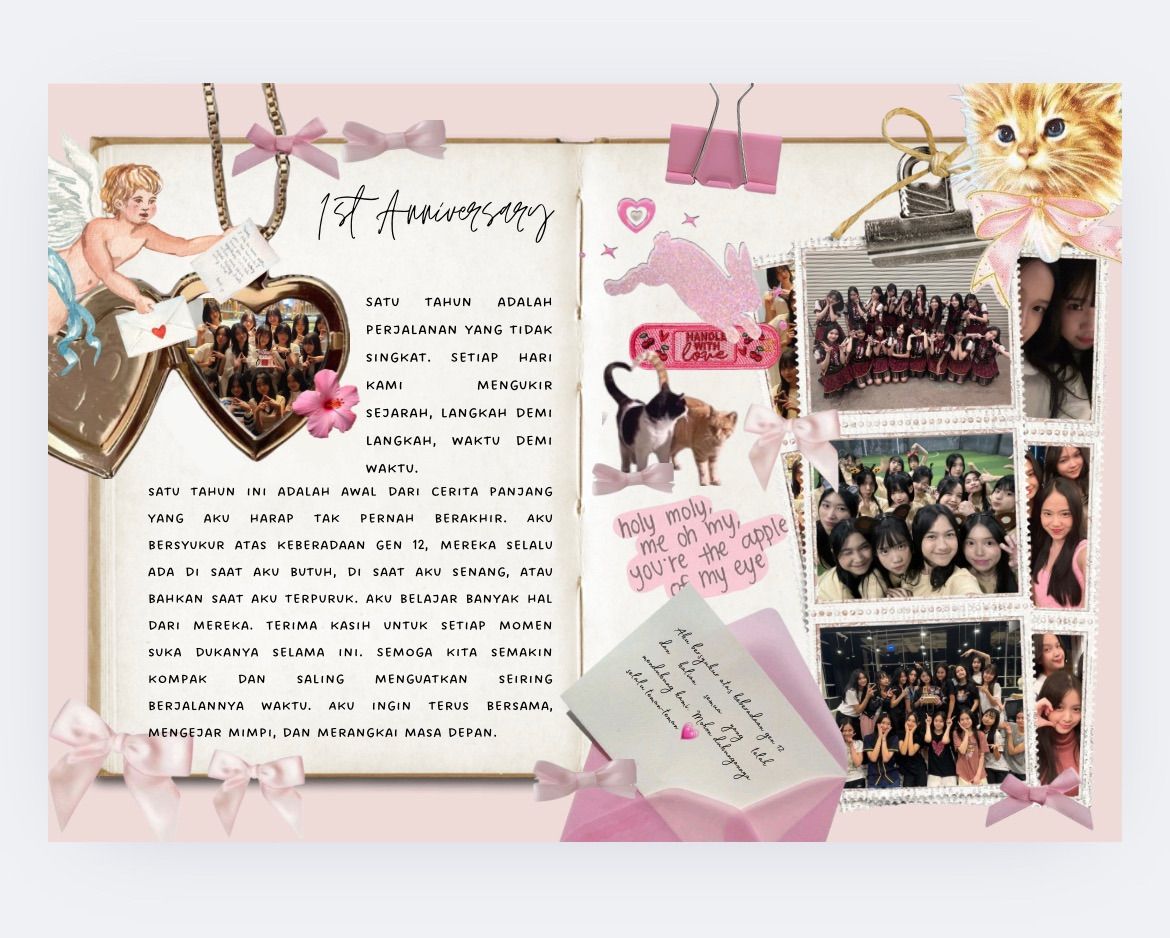 1st Anniversary
SATU TAHUN ADALAH
PERJALANAN YANG TIDAK
SINGKAT. SETIAP HARI
KAMI MENGUKIR
SEJARAH, LANGKAH DEMI
LANGKAH, WAKTU DEMI
WAKTU.
SATU TAHUN INI ADALAH AWAL DARI CERITA PANJANG
YANG AKU HARAP TAK PERNAH BERAKHIR. AKU
BERSYUKUR ATAS KEBERADAAN GEN 12, MEREKA SELALU
ADA DI SAAT AKU BUTUH, DI SAAT AKU SENANG, ATAU
BAHKAN SAAT AKU TERPURUK. AKU BELAJAR BANYAK HAL
DARI MEREKA. TERIMA KASIH UNTUK SETIAP MOMEN
SUKA DUKANYA SELAMA INI. SEMOGA KITA SEMAKIN
KOMPAK DAN SALING MENGUATKAN SEIRING
BERJALANNYA WAKTU. AKU INGIN TERUS BERSAMA,
MENGEJAR MIMPI, DAN MERANGKAI MASA DEPAN.
HANDLE
WITH
love
holy moly,
me oh my,
you're the apple
of my eye
Aku bersyukur atas keberadaan gen 12
dan kalian semua yang telah
mendukung kami. Mohon dukungannya
selalu teman-teman